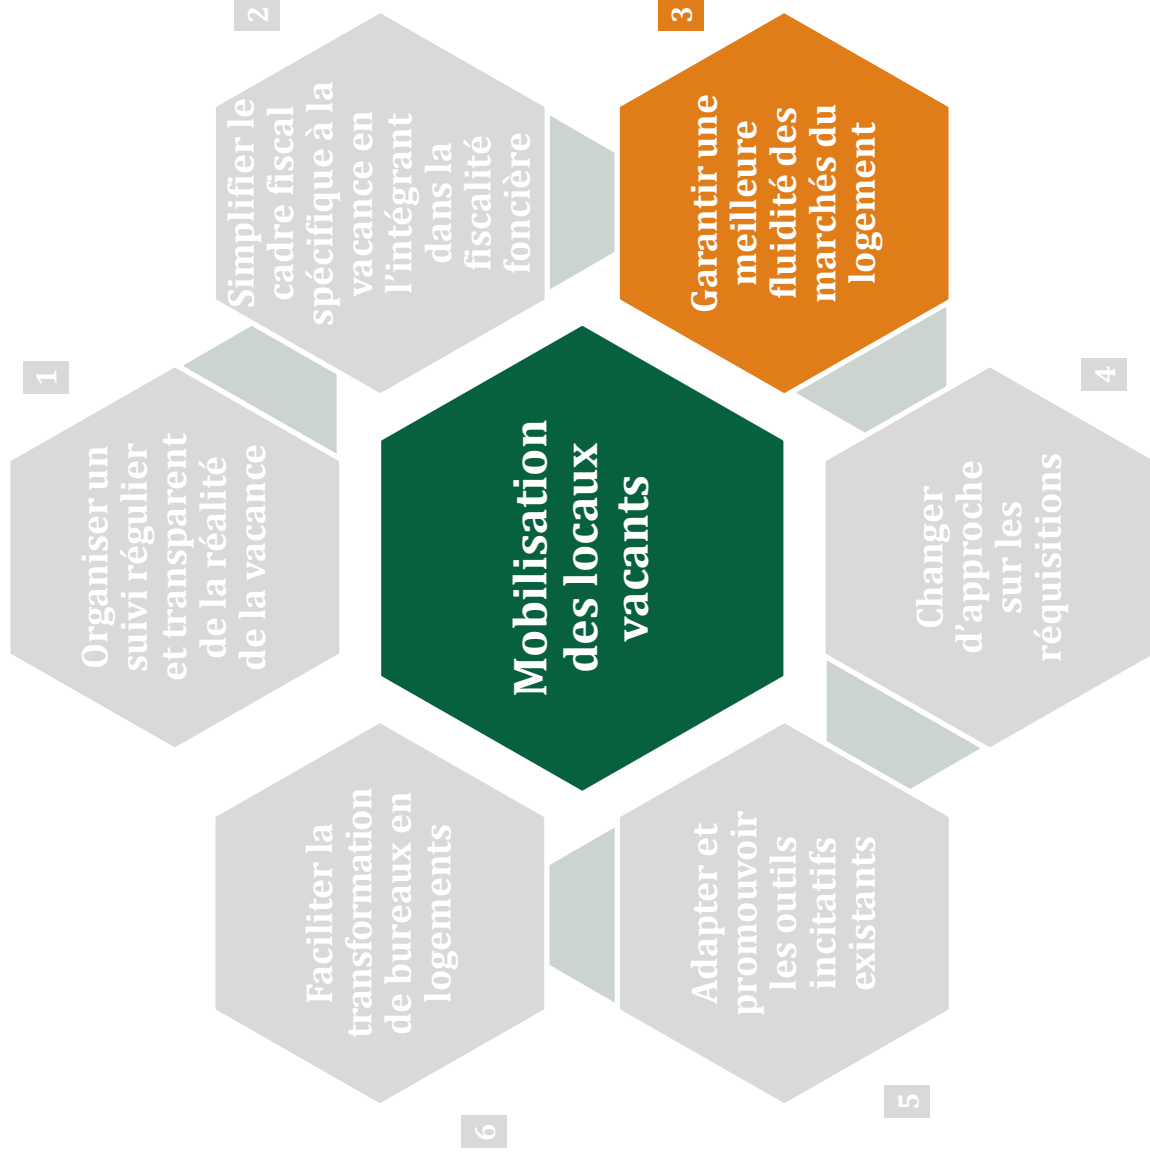 Mobilisation
des locaux
vacants
1
Organiser un
suivi régulier
et transparent
de la réalité
de la vacance
2
Simplifier le
cadre fiscal
spécifique à la
vacance en
l’intégrant
dans la
fiscalité
foncière
3
Garantir une
meilleure
fluidité des
marchés du
logement
4
Changer
d’approche
sur les
réquisitions
5
Adapter et
promouvoir
les outils
incitatifs
existants
6
Faciliter la
transformation
de bureaux en
logements